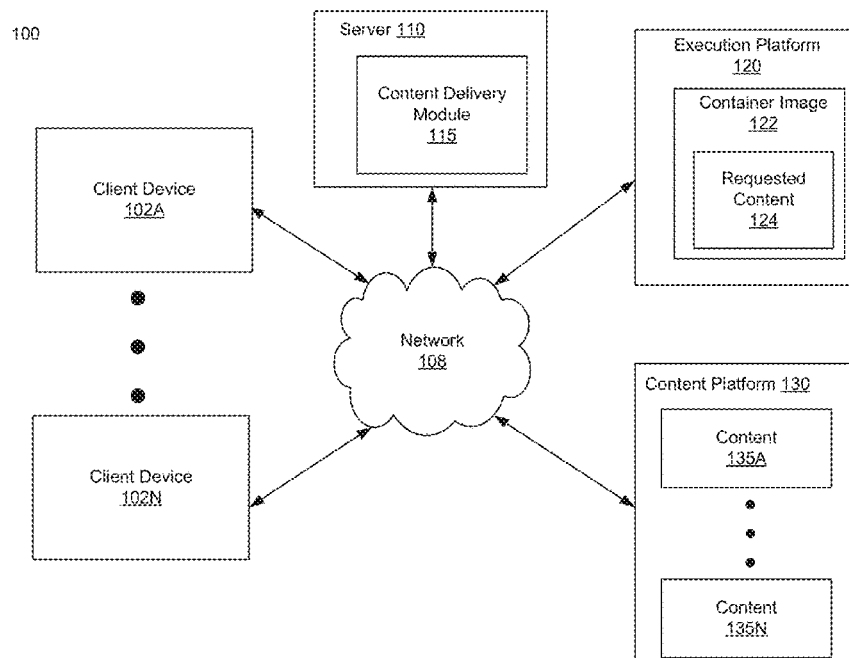 100
Server 110
Content Delivery
Module
115
Execution Platform
120
Container Image
122
Requested
Content
124
Client Device
102A
Network
108
Client Device
102N
Content Platform 130
Content
135A
Content
135N